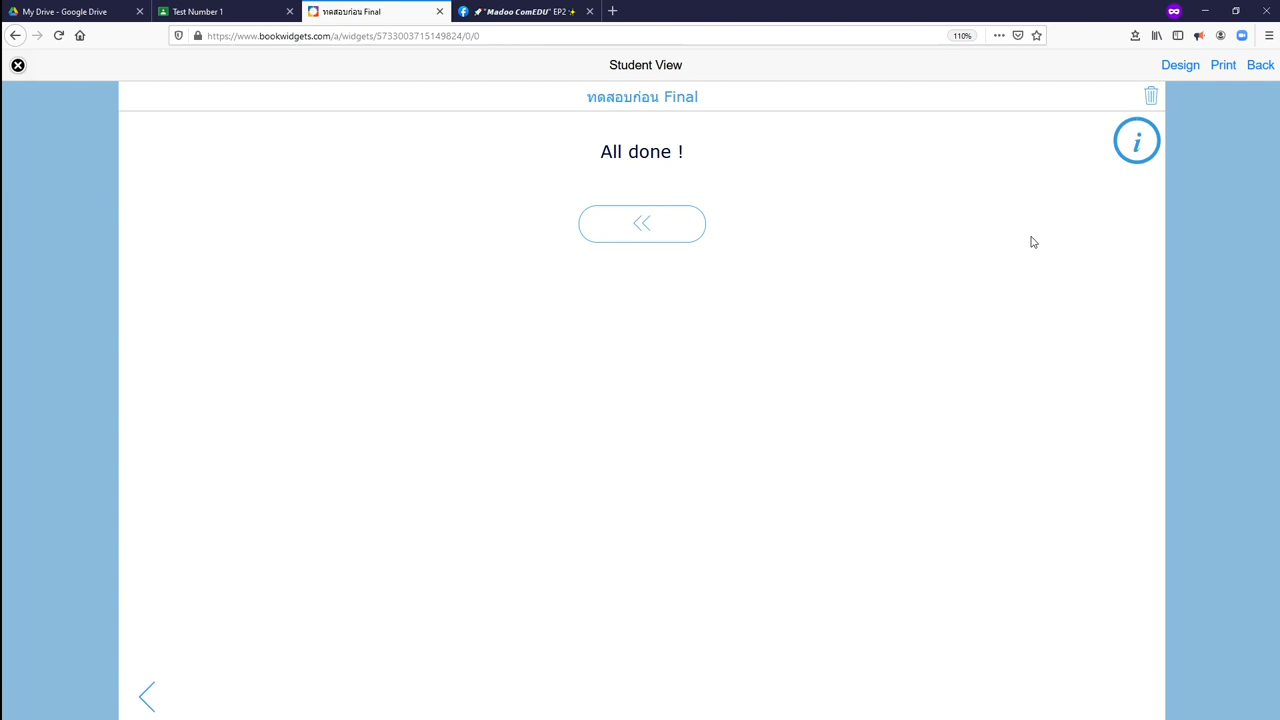 My Drive - Google Drive
Test Number 1
ทดสอบก่อน Final
🚀"Madoo ComEDU" EP2✨
https://www.bookwidgets.com/a/widgets/5733003715149824/0/0
110%
Student View
Design
Print
Back
ทดสอบก่อน Final
i
All done !